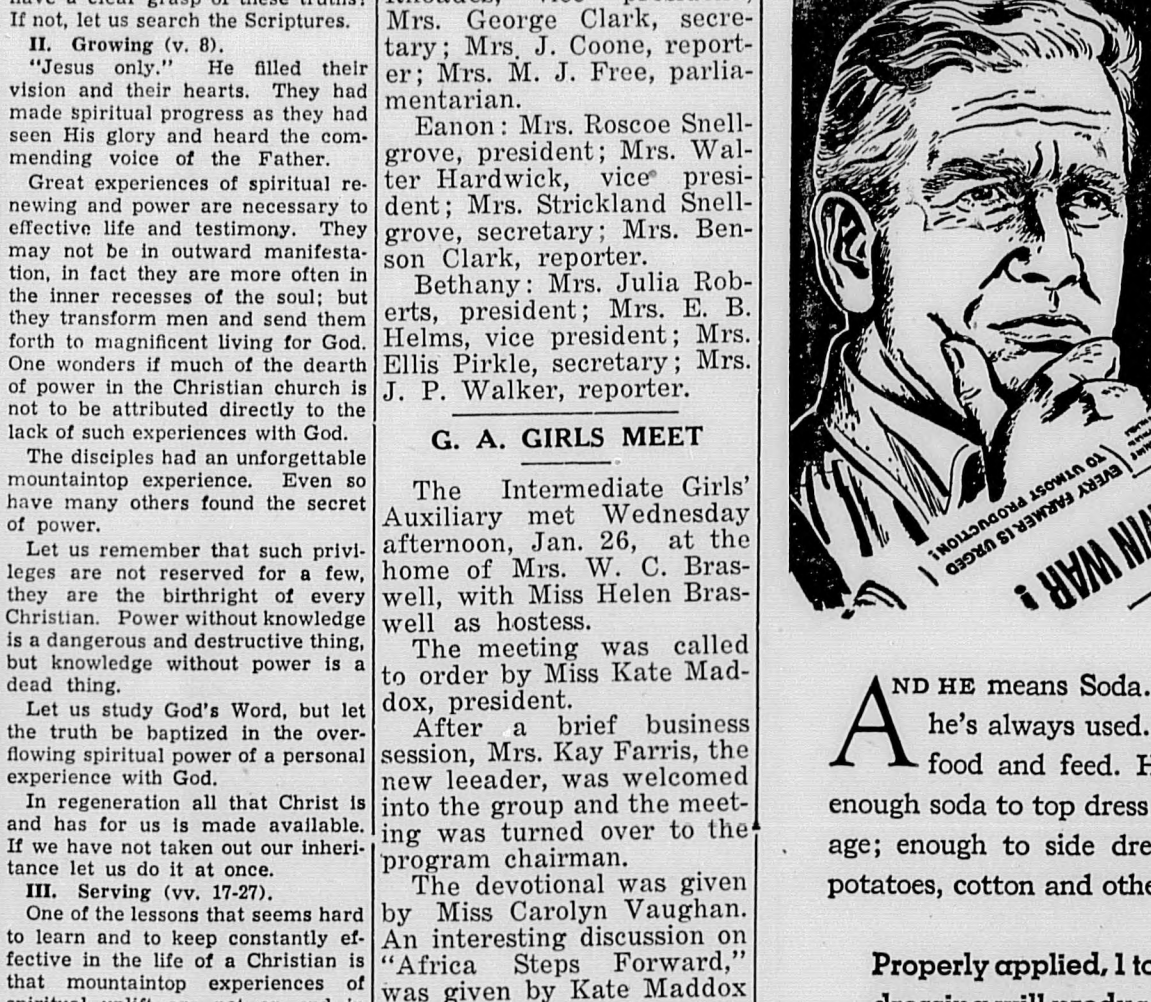 have a clear grasp of these truths?
If not, let us search the Scriptures.
II. Growing (v. 8).
"Jesus only." He filled their
vision and their hearts. They had
made spiritual progress as they had
seen His glory and heard the com-
mending voice of the Father.
Great experiences of spiritual re-
newing and power are necessary to
effective life and testimony. They
may not be in outward manifesta-
tion, in fact they are more often in
the inner recesses of the soul; but
they transform men and send them
forth to magnificent living for God.
One wonders if much of the dearth
of power in the Christian church is
not to be attributed directly to the
lack of such experiences with God.
The disciples had an unforgettable
mountaintop experience. Even so
have many others found the secret
of power.
Let us remember that such privi-
leges are not reserved for a few,
they are the birthright of every
Christian. Power without knowledge
is a dangerous and destructive thing,
but knowledge without power is a
dead thing.
Let us study God's Word, but let
the truth be baptized in the over-
flowing spiritual power of a personal
experience with God.
In regeneration all that Christ is
and has for us is made available.
If we have not taken out our inheri-
tance let us do it at once.
III. Serving (vv. 17-27).
One of the lessons that seems hard
to learn and to keep constantly ef-
fective in the life of a Christian is
that mountaintop experiences of
Mrs. George Clark, secre-
tary; Mrs. J. Coone, report-
er; Mrs. M. J. Free, parlia-
mentarian.
Eanon: Mrs. Roscoe Snell-
grove, president; Mrs. Wal-
ter Hardwick, vice presi-
dent; Mrs. Strickland Snell-
grove, secretary; Mrs. Ben-
son Clark, reporter.
Bethany: Mrs. Julia Rob-
erts, president; Mrs. E. B.
Helms, vice president; Mrs.
Ellis Pirkle, secretary; Mrs.
J. P. Walker, reporter.
G. A. GIRLS MEET
The Intermediate Girls'
Auxiliary met Wednesday
afternoon, Jan. 26, at the
home of Mrs. W. C. Bras-
well, with Miss Helen Bras-
well as hostess.
The meeting was called
to order by Miss Kate Mad-
dox, president.
After a brief business
session, Mrs. Kay Farris, the
new leeader, was welcomed
into the group and the meet-
ing was turned over to the
program chairman.
The devotional was given
by Miss Carolyn Vaughan.
An interesting discussion on
"Africa Steps Forward,"
was given by Kate Maddox
EVERY FARMER IS URGED
TO UTMOST PRODUCTION!
WIN WAR!
AND HE means Soda.
he's always used.
food and feed. H
enough soda to top dress
age; enough to side dre
potatoes, cotton and othe
Properly applied, 1 to